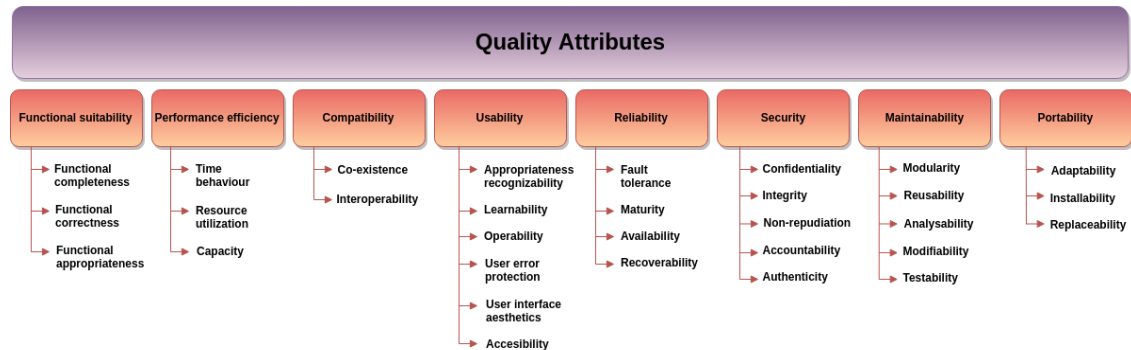 Quality Attributes
Functional suitability
Performance efficiency
Compatibility
Usability
Reliability
Security
Maintainability
Portability
Functional
completeness
Functional
correctness
Functional
appropriateness
Time
behaviour
Resource
utilization
Capacity
Co-existence
Interoperability
Appropriateness
recognizability
Learnability
Operability
User error
protection
User interface
aesthetics
Accesibility
Fault
tolerance
Maturity
Availability
Recoverability
Confidentiality
Integrity
Non-repudiation
Accountability
Authenticity
Modularity
Reusability
Analysability
Modifiability
Testability
Adaptability
Installability
Replaceability